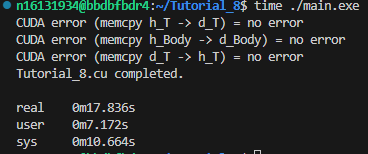 n16131934@bbdbfbdr4:~/Tutorial_8$ time ./main.exe
CUDA error (memcpy h_T -> d_T) = no error
CUDA error (memcpy h_Body -> d_Body) = no error
CUDA error (memcpy d_T -> h_T) = no error
Tutorial_8.cu completed.
real    0m17.836s
user    0m7.172s
sys     0m10.664s